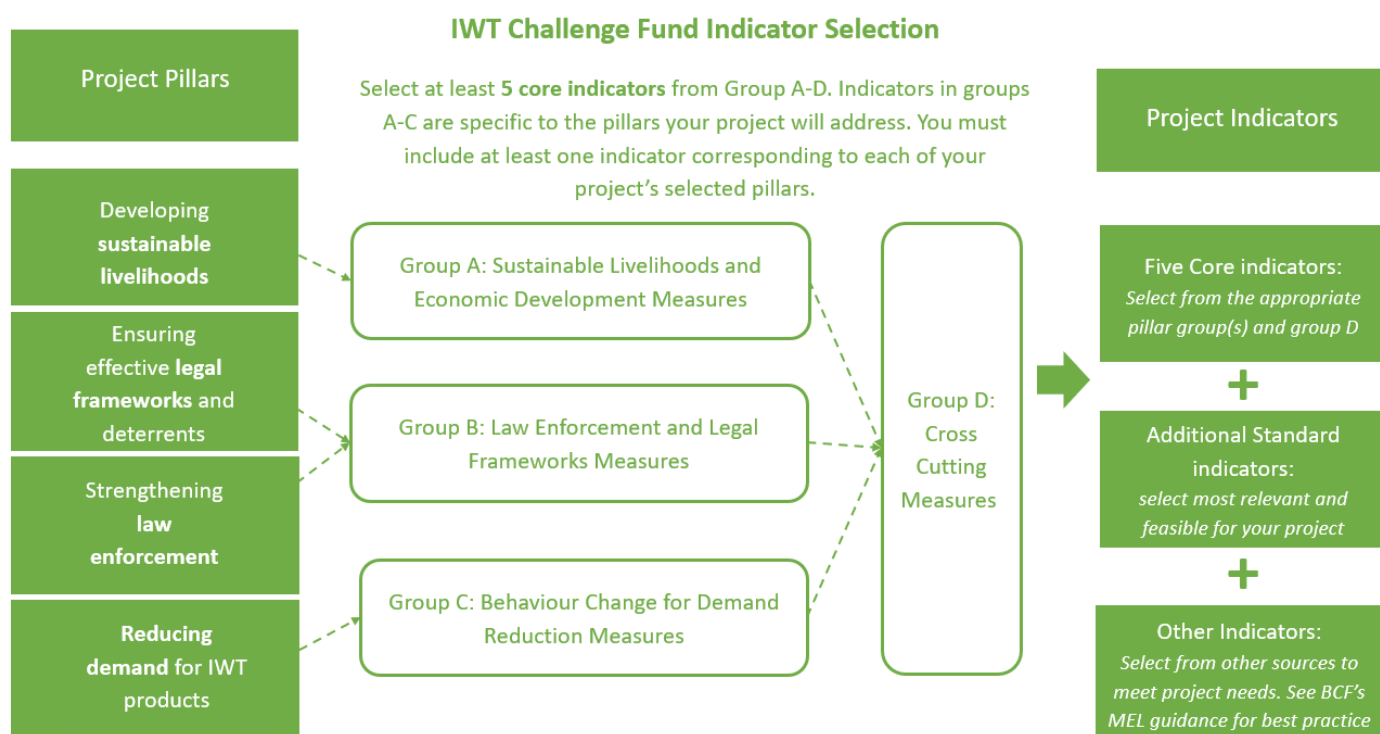 IWT Challenge Fund Indicator Selection
Project Pillars
Select at least 5 core indicators from Group A-D. Indicators in groups
A-C are specific to the pillars your project will address. You must
include at least one indicator corresponding to each of your
project's selected pillars.
Project Indicators
Developing
sustainable
livelihoods
Ensuring
effective legal
frameworks and
deterrents
Strengthening
law
enforcement
Reducing
demand for IWT
products
Group A: Sustainable Livelihoods and
Economic Development Measures
Group B: Law Enforcement and Legal
Frameworks Measures
Group C: Behaviour Change for Demand
Reduction Measures
Group D:
Cross
Cutting
Measures
Five Core indicators:
Select from the appropriate
pillar group(s) and group D
+
Additional Standard
indicators:
select most relevant and
feasible for your project
+
Other Indicators:
Select from other sources to
meet project needs. See BCF's
MEL guidance for best practice